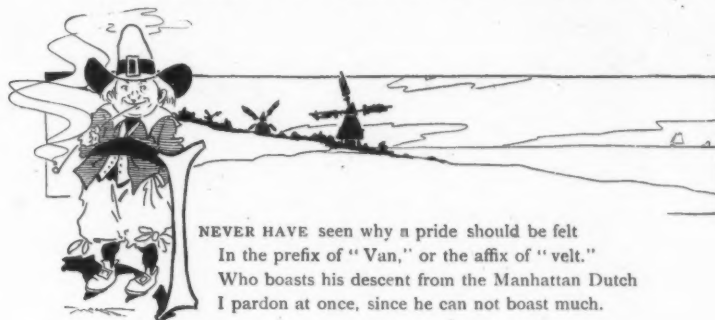 I NEVER HAVE seen why a pride should be felt
In the prefix of "Van," or the affix of "velt."
Who boasts his descent from the Manhattan Dutch
I pardon at once, since he can not boast much.